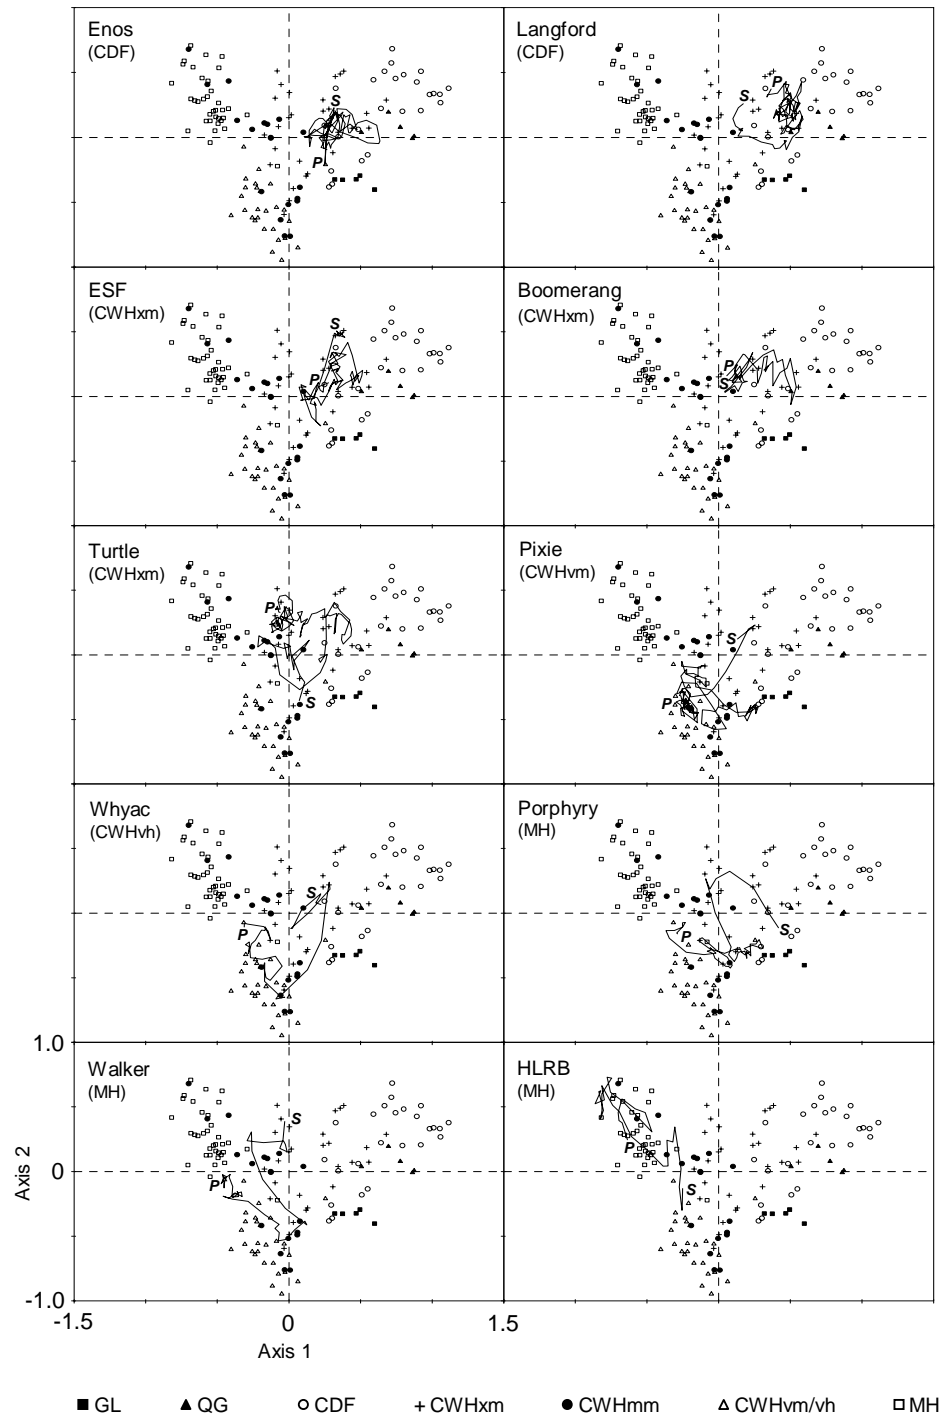 Enos
(CDF)
S
P
Langford
(CDF)
P
S
ESF
(CWHxm)
S
P
Boomerang
(CWHxm)
P
S
Turtle
(CWHxm)
P
S
Pixie
(CWHvm)
S
P
Whyac
(CWHvh)
S
P
Porphyry
(MH)
P
S
1.0
Walker
(MH)
S
P
HLRB
(MH)
P
S
Axis 2
0
-1.0
-1.5 0 1.5
Axis 1
GL QG CDF CWHxm CWHmm CWHvm/vh MH